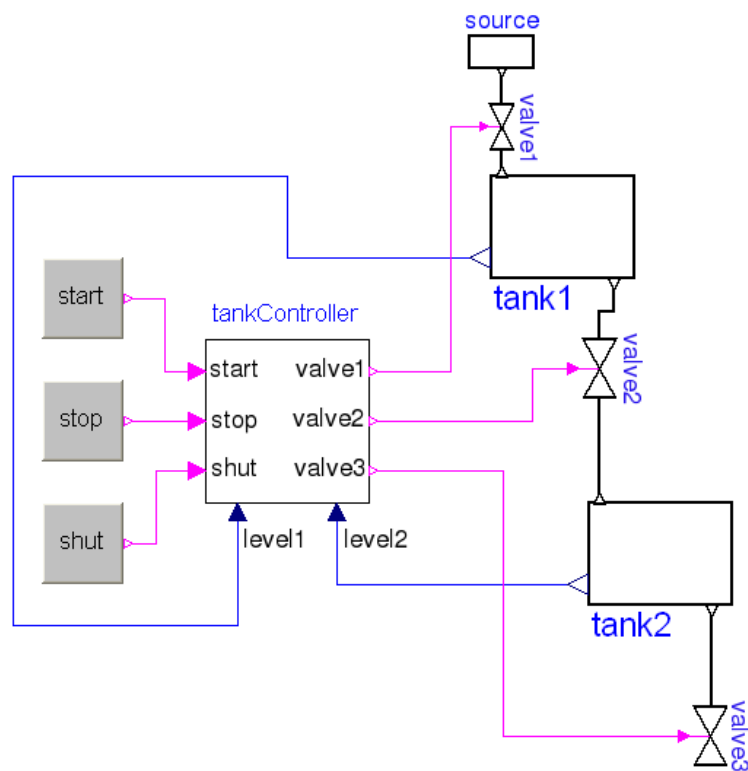 source
valve1
tank1
start
tankController
start valve1
valve2
stop
stop valve2
shut valve3
shut
level1 level2
tank2
valve3